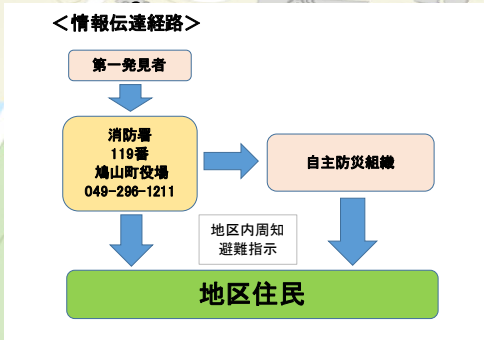 ＜情報伝達経路＞
第一発見者
消防署
119番
鳩山町役場
049-296-1211
自主防災組織
地区内周知
避難指示
地区住民